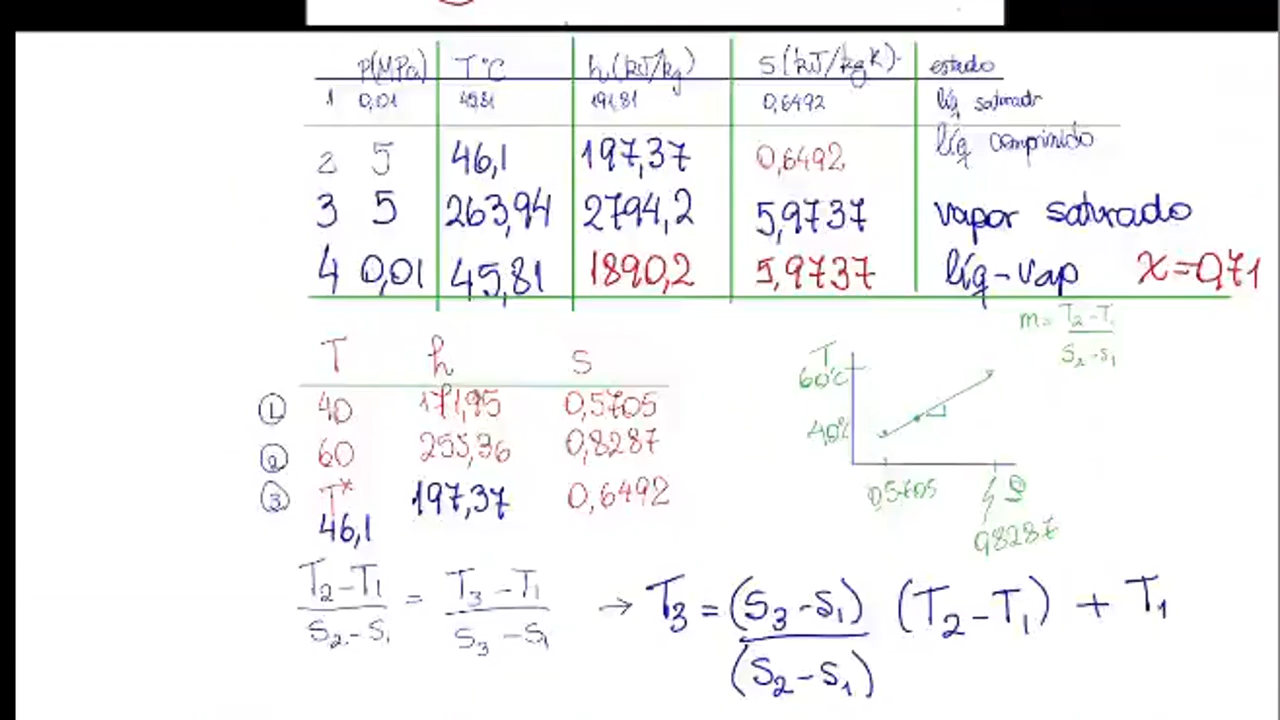 P(MPa) T°C h (kJ/kg) S (kJ/kgK) estado
1 0,01 45,81 191,81 0,6492 líq saturado
2 5 46,1 197,37 0,6492 líq comprimido
3 5 263,94 2794,2 5,9737 vapor saturado
4 0,01 45,81 1890,2 5,9737 líq-vap x=0,71
T h S
① 40 171,95 0,5705
② 60 255,36 0,8287
③ T* 197,37 0,6492
46,1
m = T2-T1 / S2-S1
T
60°C
40°C
0,5705 S
0,8287
T2-T1 / S2-S1 = T3-T1 / S3-S1 → T3 = (S3-S1) / (S2-S1) (T2-T1) + T1